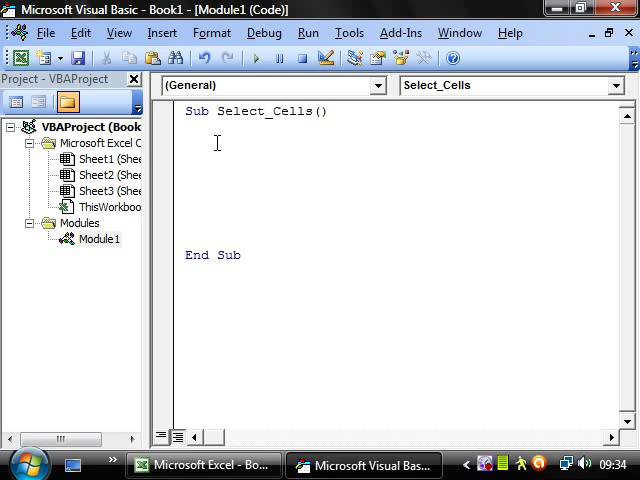 Microsoft Visual Basic - Book1 - [Module1 (Code)]
File Edit View Insert Format Debug Run Tools Add-Ins Window Help
Project - VBAProject
(General) Select_Cells
VBAProject (Book
Microsoft Excel O
Sheet1 (Shee
Sheet2 (Shee
Sheet3 (Shee
ThisWorkboo
Modules
Module1
Sub Select_Cells()
End Sub
Microsoft Excel - Bo...
Microsoft Visual Bas...
09:34